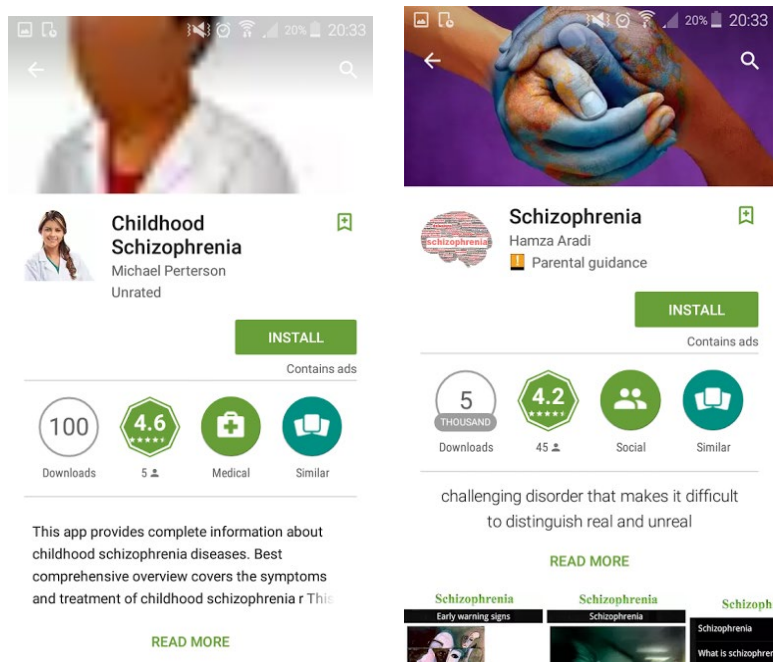 20% 20:33
Childhood
Schizophrenia
Michael Perterson
Unrated
INSTALL
Contains ads
100
4.6
Downloads
5
Medical
Similar
This app provides complete information about
childhood schizophrenia diseases. Best
comprehensive overview covers the symptoms
and treatment of childhood schizophrenia r This
READ MORE
20% 20:33
schizophrenia
Schizophrenia
Hamza Aradi
Parental guidance
INSTALL
Contains ads
5
THOUSAND
4.2
Downloads
45
Social
Similar
challenging disorder that makes it difficult
to distinguish real and unreal
READ MORE
Schizophrenia
Early warning signs
Schizophrenia
Schizophrenia
Schizoph
Schizophrenia
What is schizophren